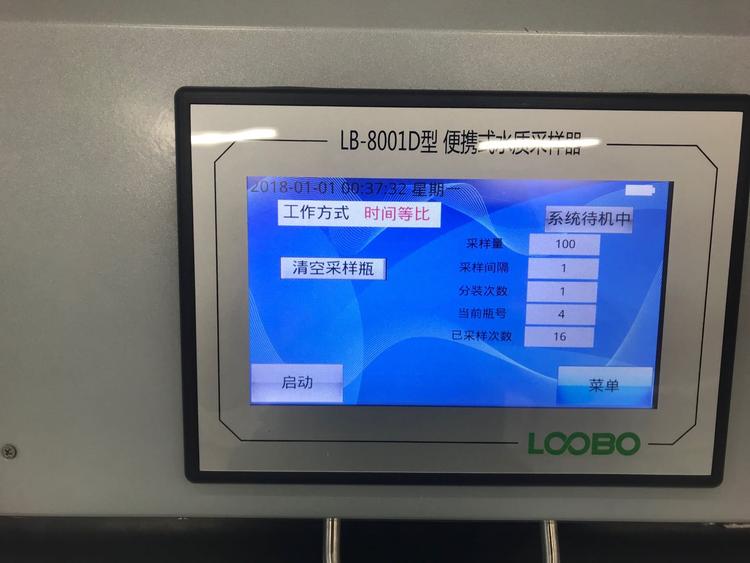 LB-8001D型 便携式水质采样器
2018-01-01 00:37:32 星期一
工作方式 时间等比
系统待机中
采样量 100
清空采样瓶
采样间隔 1
分装次数 1
当前瓶号 4
已采样次数 16
启动
菜单
LOOBO